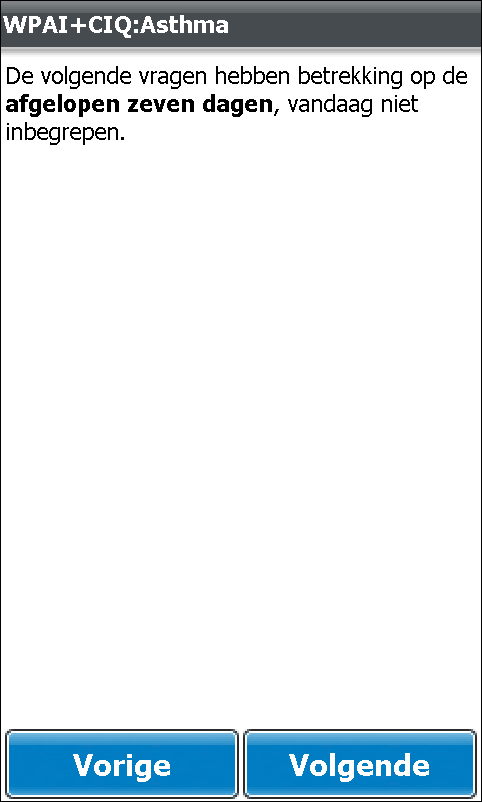 WPAI+CIQ:Asthma
De volgende vragen hebben betrekking op de
afgelopen zeven dagen, vandaag niet
inbegrepen.
Vorige
Volgende